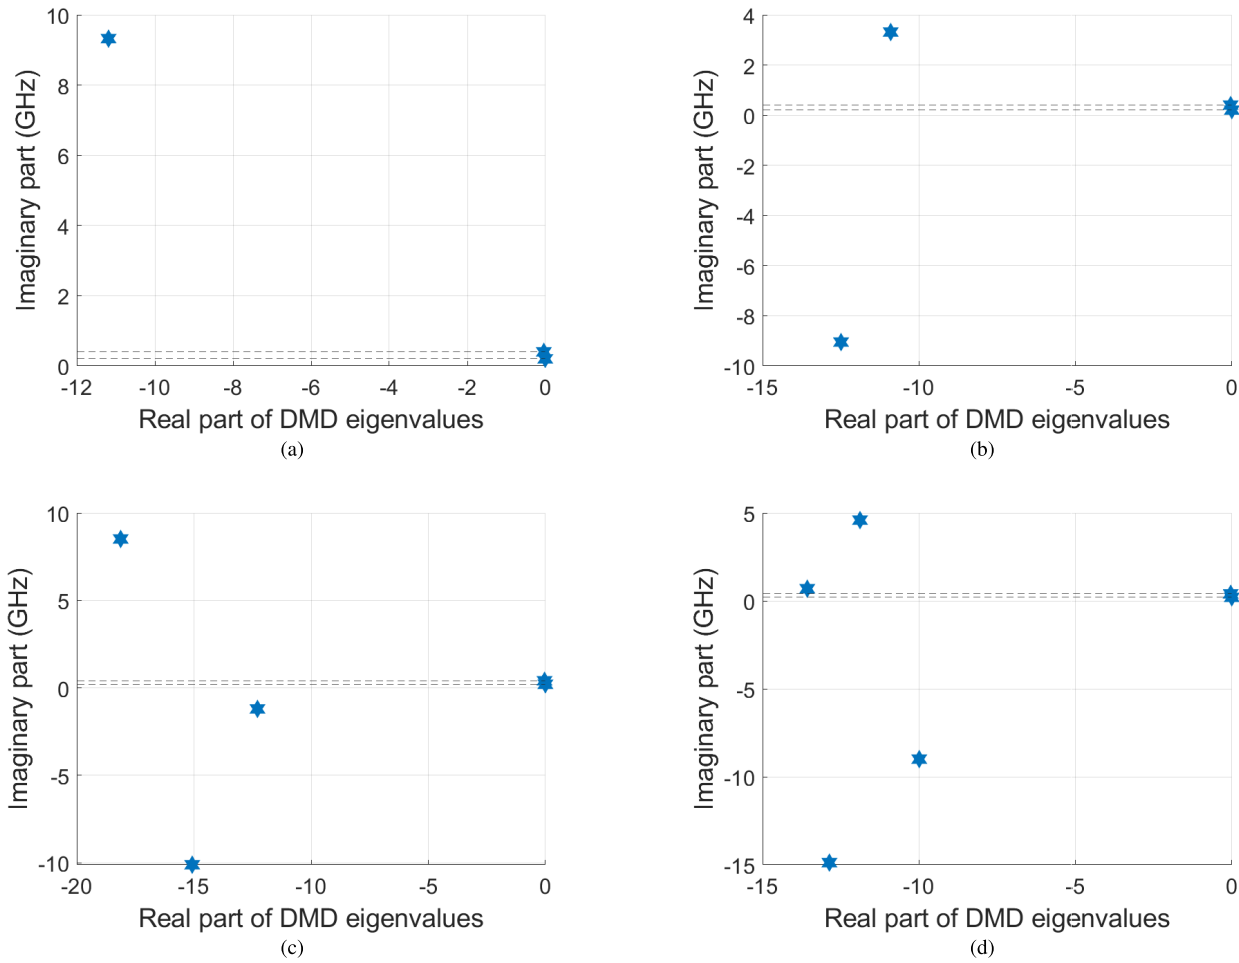 10
8
6
4
2
0
Imaginary part (GHz)
-12 -10 -8 -6 -4 -2 0
Real part of DMD eigenvalues
(a)
4
2
0
-2
-4
-6
-8
-10
Imaginary part (GHz)
-15 -10 -5 0
Real part of DMD eigenvalues
(b)
10
5
0
-5
-10
Imaginary part (GHz)
-20 -15 -10 -5 0
Real part of DMD eigenvalues
(c)
5
0
-5
-10
-15
Imaginary part (GHz)
-15 -10 -5 0
Real part of DMD eigenvalues
(d)